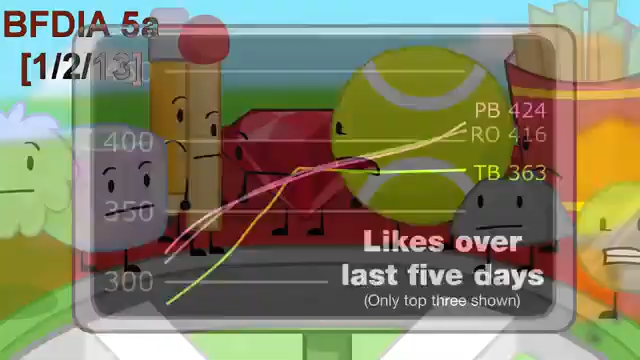 BFDIA 5a
[1/2/13]
PB 424
400
RO 416
TB 363
350
Likes over
last five days
300
(Only top three shown)